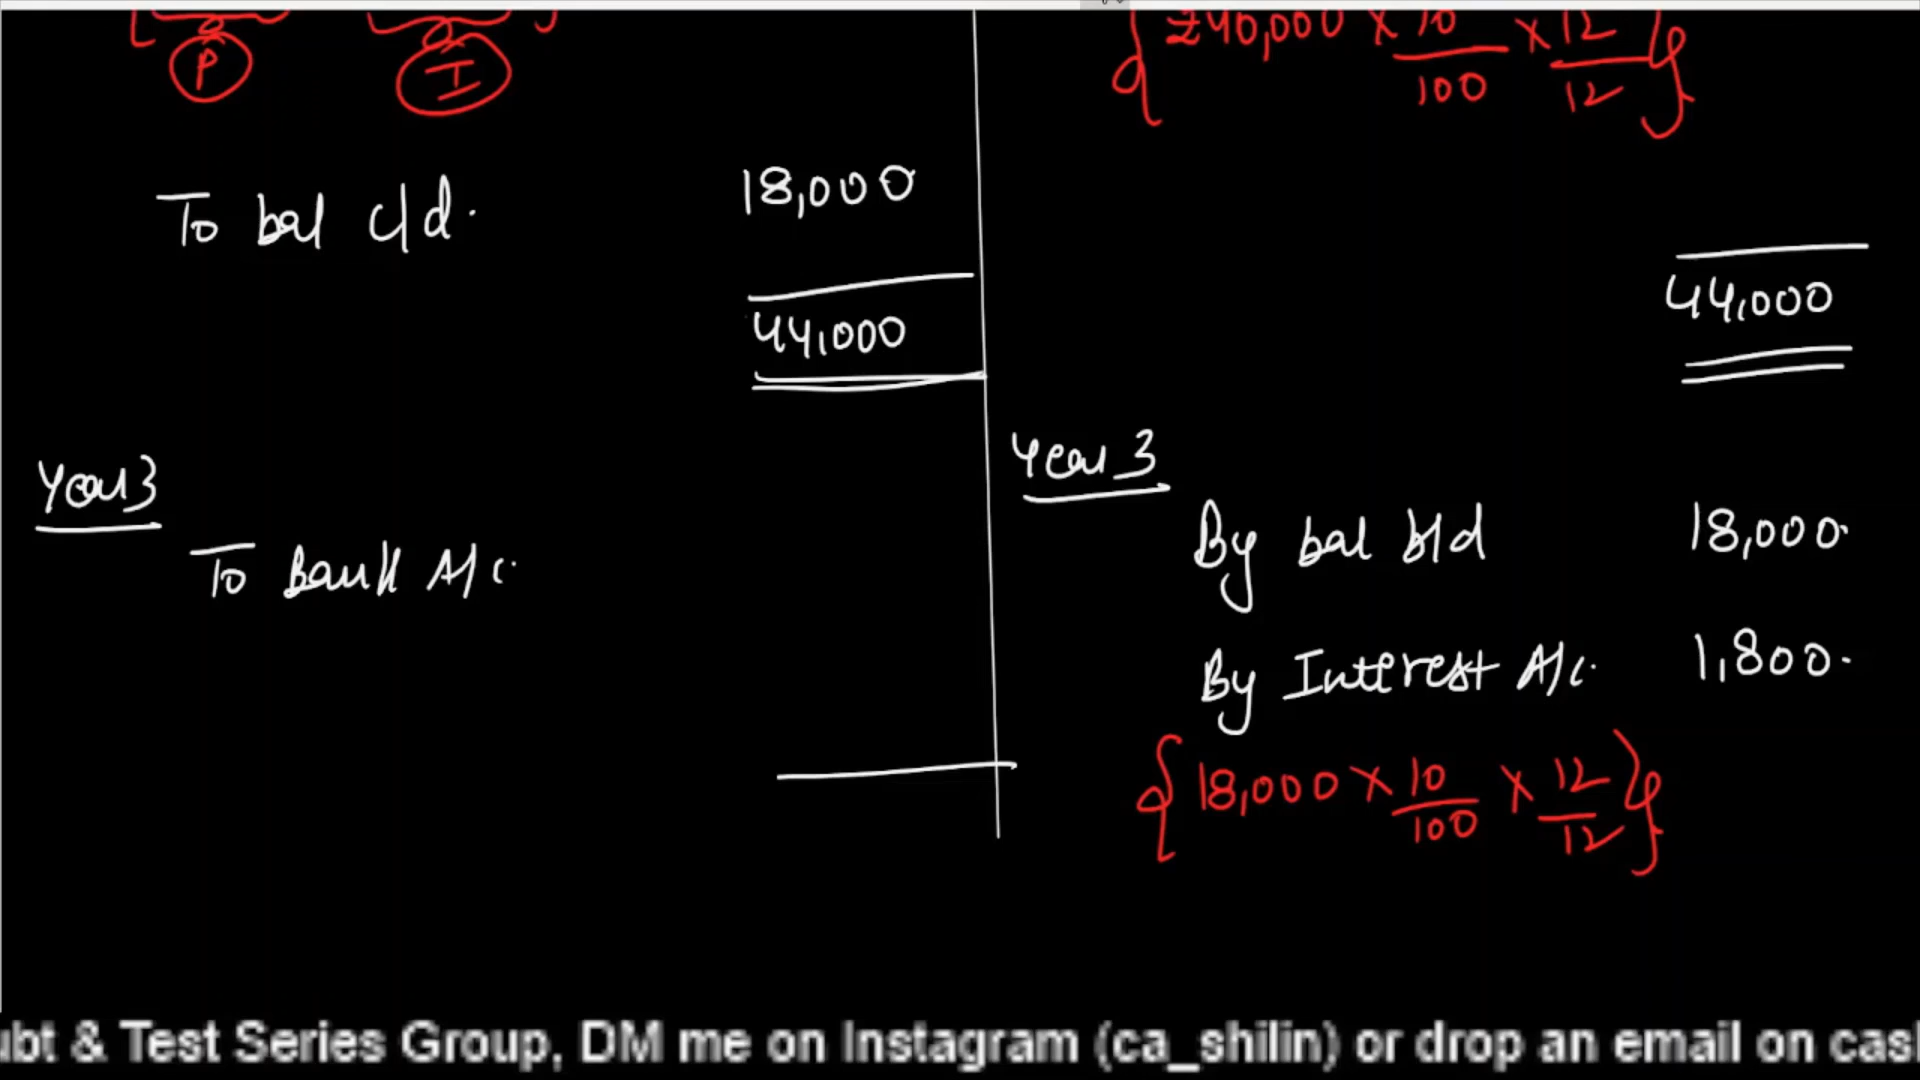 ₹40,000 × 10/100 × 12/12
P I
To bal c/d. 18,000
44,000
44,000
Year 3
To Bank A/c.
Year 3
By bal b/d 18,000
By Interest A/c. 1,800
{18,000 × 10/100 × 12/12}
& Test Series Group, DM me on Instagram (ca_shilin) or drop an email on